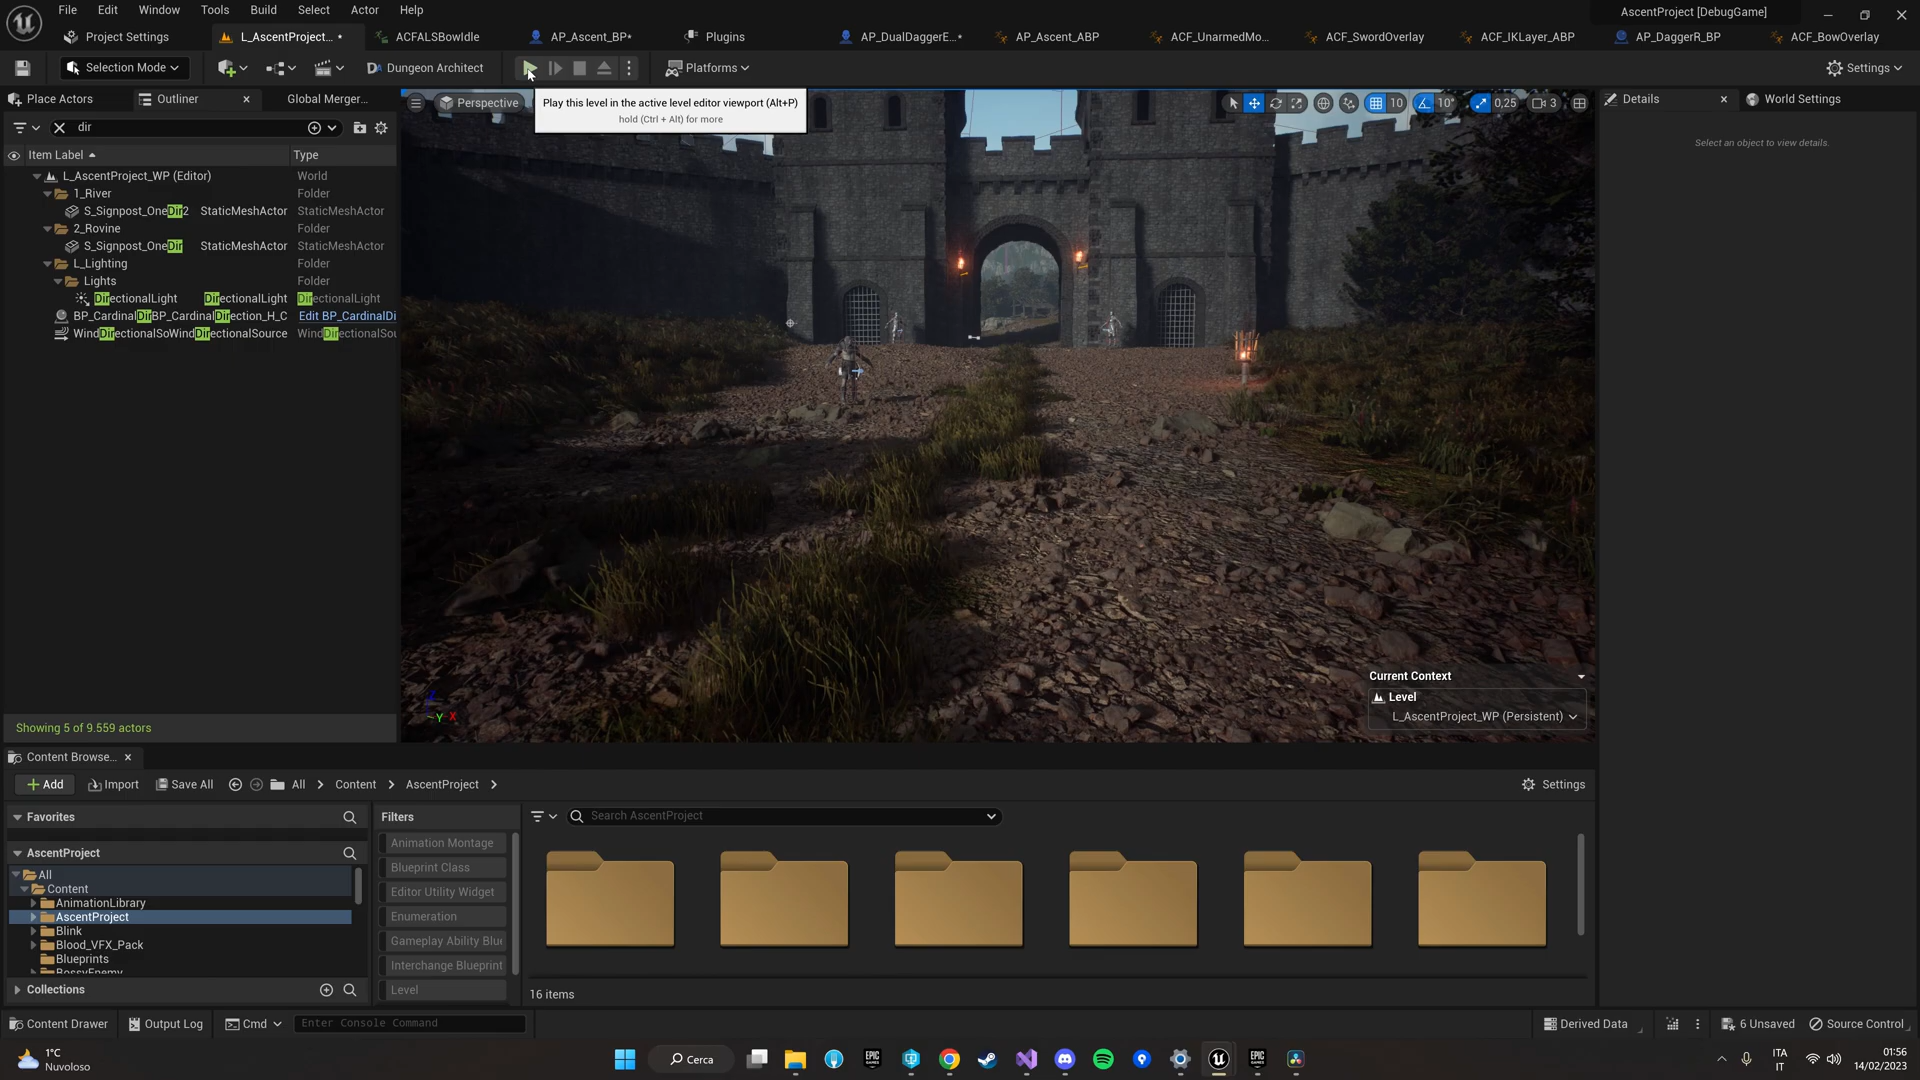 File Edit Window Tools Build Select Actor Help
AscentProject [DebugGame]
Project Settings
L_AscentProject... *
ACFALSBowIdle
AP_Ascent_BP*
Plugins
AP_DualDaggerE...*
AP_Ascent_ABP
ACF_UnarmedMo...
ACF_SwordOverlay
ACF_IKLayer_ABP
AP_DaggerR_BP
ACF_BowOverlay
Selection Mode
Dungeon Architect
Platforms
Settings
Place Actors
Outliner
Global Merger...
Perspective
Play this level in the active level editor viewport (Alt+P)
hold (Ctrl + Alt) for more
10
10°
0,25
3
Details
World Settings
dir
Select an object to view details.
Item Label
Type
L_AscentProject_WP (Editor) World
1_River Folder
S_Signpost_OneDir2 StaticMeshActor StaticMeshActor
2_Rovine Folder
S_Signpost_OneDir StaticMeshActor StaticMeshActor
L_Lighting Folder
Lights Folder
DirectionalLight DirectionalLight DirectionalLight
BP_CardinalDirBP_CardinalDirection_H_C Edit BP_CardinalDi
WindDirectionalSoWindDirectionalSource WindDirectionalSou
Showing 5 of 9.559 actors
Y X
Current Context
Level
L_AscentProject_WP (Persistent)
Content Browse...
Add
Import
Save All
All
Content
AscentProject
Settings
Favorites
Filters
Search AscentProject
AscentProject
All
Content
AnimationLibrary
AscentProject
Blink
Blood_VFX_Pack
Blueprints
BossyEnemy
Collections
Animation Montage
Blueprint Class
Editor Utility Widget
Enumeration
Gameplay Ability Blu
Interchange Blueprint
Level
16 items
Content Drawer
Output Log
Cmd
Enter Console Command
Derived Data
6 Unsaved
Source Control
1°C
Nuvoloso
Cerca
ITA
IT
01:56
14/02/2023